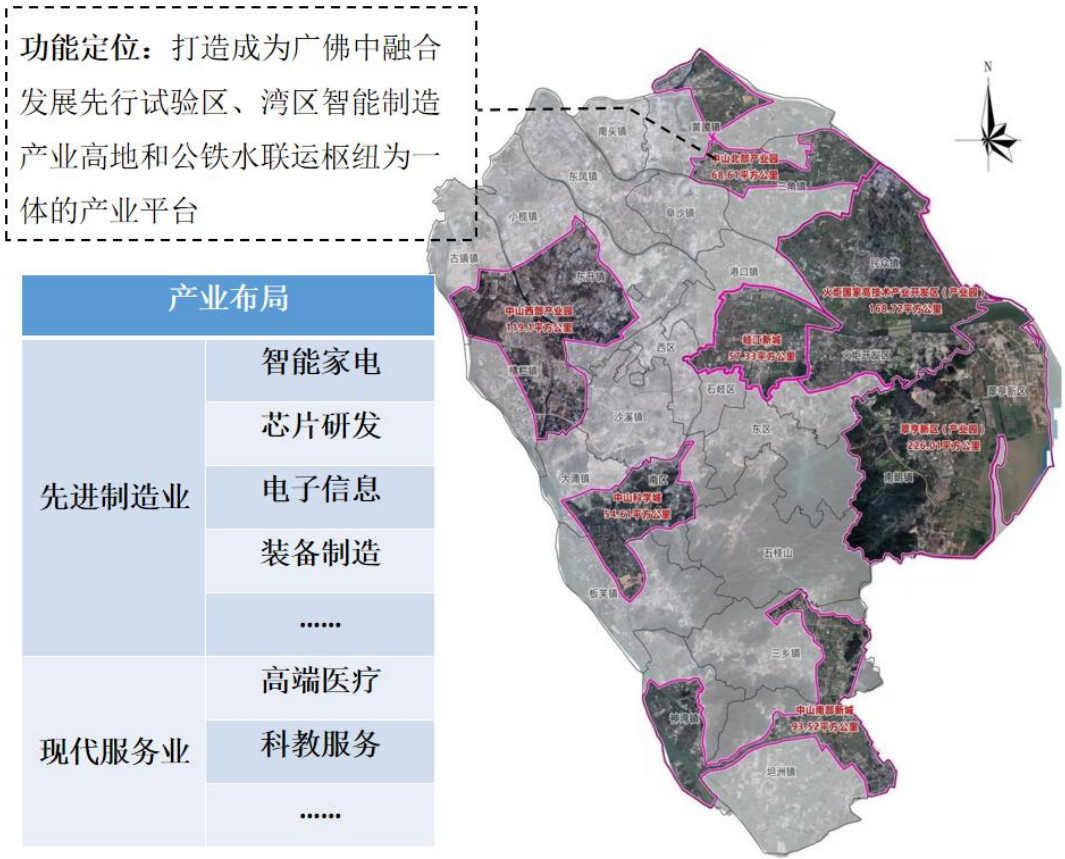 功能定位：打造成为广佛中融合
发展先行试验区、湾区智能制造
产业高地和公铁水联运枢纽为一
体的产业平台
产业布局
先进制造业
智能家电
芯片研发
电子信息
装备制造
......
现代服务业
高端医疗
科教服务
......
N
黄圃镇
南头镇
中山北部产业园
68.61平方公里
三角镇
东凤镇
小榄镇
阜沙镇
古镇镇
东升镇
港口镇
民众镇
火炬国家高技术产业开发区（产业园）
168.72平方公里
中山西部产业园
119.1平方公里
岐江新城
57.33平方公里
西区
火炬开发区
横栏镇
石岐区
翠亨新区
沙溪镇
东区
翠亨新区（产业园）
226.01平方公里
大涌镇
南区
南朗镇
中山科学城
54.61平方公里
五桂山
板芙镇
三乡镇
神湾镇
中山南部新城
93.52平方公里
坦洲镇